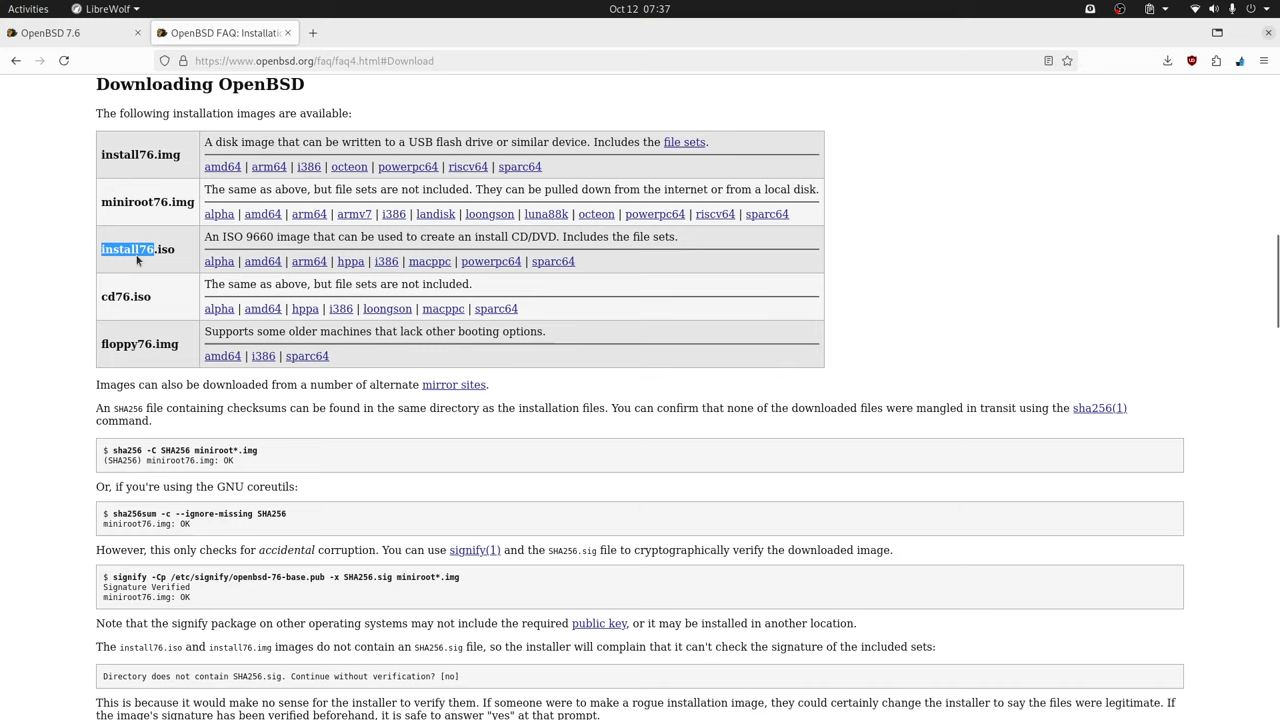 Activities LibreWolf Oct 12 07:37
OpenBSD 7.6 OpenBSD FAQ: Installati
https://www.openbsd.org/faq/faq4.html#Download
Downloading OpenBSD
The following installation images are available:
install76.img
A disk image that can be written to a USB flash drive or similar device. Includes the file sets.
amd64 | arm64 | i386 | octeon | powerpc64 | riscv64 | sparc64
miniroot76.img
The same as above, but file sets are not included. They can be pulled down from the internet or from a local disk.
alpha | amd64 | arm64 | armv7 | i386 | landisk | loongson | luna88k | octeon | powerpc64 | riscv64 | sparc64
install76.iso
An ISO 9660 image that can be used to create an install CD/DVD. Includes the file sets.
alpha | amd64 | arm64 | hppa | i386 | macppc | powerpc64 | sparc64
cd76.iso
The same as above, but file sets are not included.
alpha | amd64 | hppa | i386 | loongson | macppc | sparc64
floppy76.img
Supports some older machines that lack other booting options.
amd64 | i386 | sparc64
Images can also be downloaded from a number of alternate mirror sites.
An SHA256 file containing checksums can be found in the same directory as the installation files. You can confirm that none of the downloaded files were mangled in transit using the sha256(1)
command.
$ sha256 -C SHA256 miniroot*.img
(SHA256) miniroot76.img: OK
Or, if you're using the GNU coreutils:
$ sha256sum -c --ignore-missing SHA256
miniroot76.img: OK
However, this only checks for accidental corruption. You can use signify(1) and the SHA256.sig file to cryptographically verify the downloaded image.
$ signify -Cp /etc/signify/openbsd-76-base.pub -x SHA256.sig miniroot*.img
Signature Verified
miniroot76.img: OK
Note that the signify package on other operating systems may not include the required public key, or it may be installed in another location.
The install76.iso and install76.img images do not contain an SHA256.sig file, so the installer will complain that it can't check the signature of the included sets:
Directory does not contain SHA256.sig. Continue without verification? [no]
This is because it would make no sense for the installer to verify them. If someone were to make a rogue installation image, they could certainly change the installer to say the files were legitimate. If
the image's signature has been verified beforehand, it is safe to answer "yes" at that prompt.